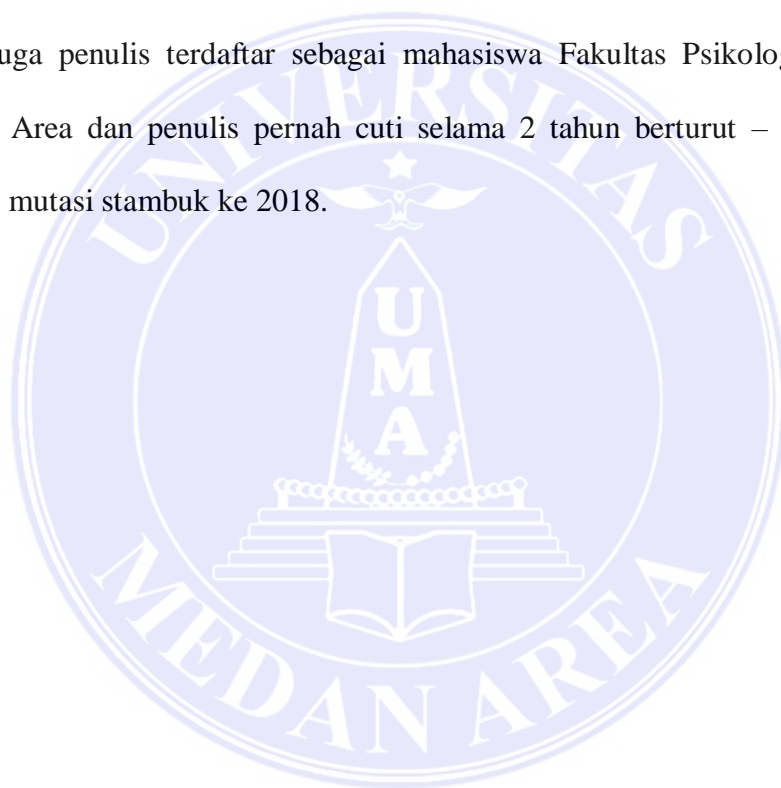 uga penulis terdaftar sebagai mahasiswa Fakultas Psikolog
Area dan penulis pernah cuti selama 2 tahun berturut –
mutasi stambuk ke 2018.
UNIVERSITAS
U
M
A
MEDAN AREA